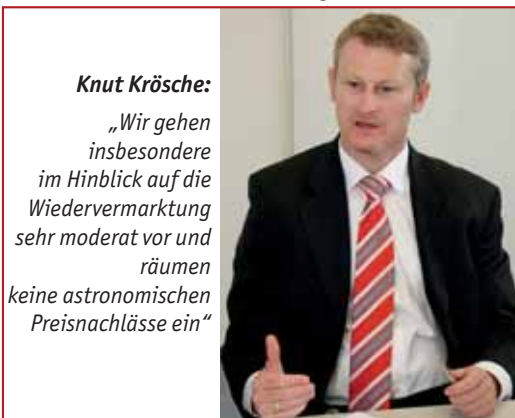 Knut Krösche:
„Wir gehen
insbesondere
im Hinblick auf die
Wiedervermarktung
sehr moderat vor und
räumen
keine astronomischen
Preisnachlässe ein“